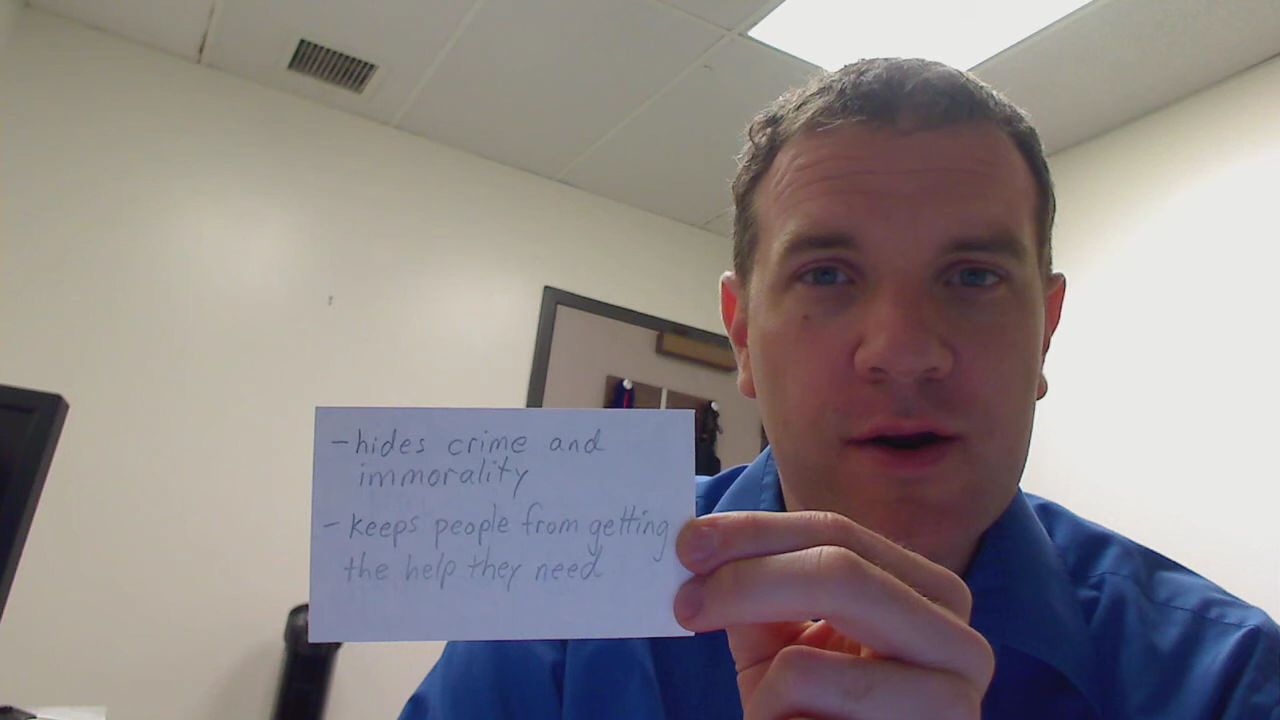 - hides crime and
immorality
- keeps people from getting
the help they need